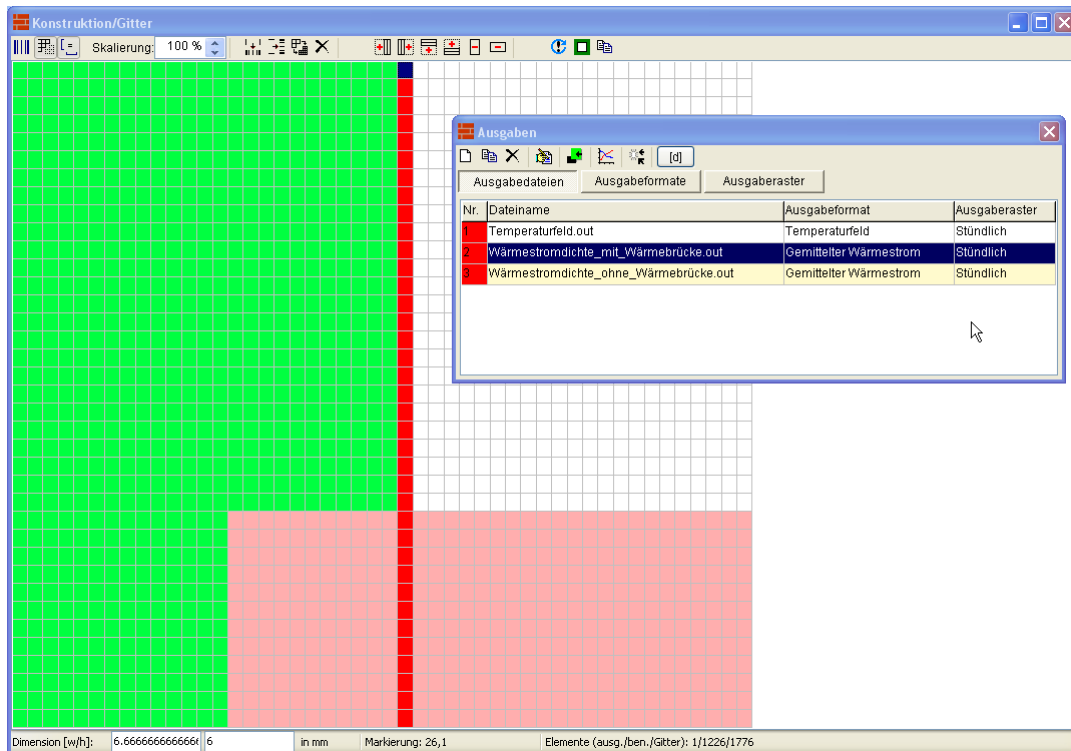 Konstruktion/Gitter
Skalierung: 100 %
Ausgaben
[d]
Ausgabedateien Ausgabeformate Ausgaberaster
Nr. Dateiname Ausgabeformat Ausgaberaster
1 Temperaturfeld.out Temperaturfeld Stündlich
2 Wärmestromdichte_mit_Wärmebrücke.out Gemittelter Wärmestrom Stündlich
3 Wärmestromdichte_ohne_Wärmebrücke.out Gemittelter Wärmestrom Stündlich
Dimension [w/h]: 6.6666666666666 6 in mm Markierung: 26,1 Elemente (ausg./ben./Gitter): 1/1226/1776